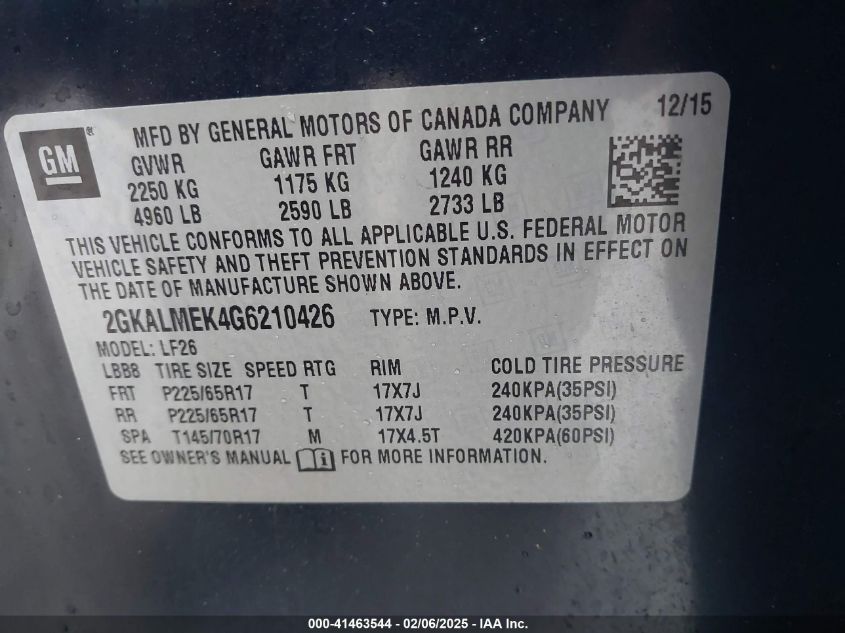 MFD BY GENERAL MOTORS OF CANADA COMPANY 12/15
GM®
GVWR GAWR FRT GAWR RR
2250 KG 1175 KG 1240 KG
4960 LB 2590 LB 2733 LB
THIS VEHICLE CONFORMS TO ALL APPLICABLE U.S. FEDERAL MOTOR
VEHICLE SAFETY AND THEFT PREVENTION STANDARDS IN EFFECT ON
THE DATE OF MANUFACTURE SHOWN ABOVE.
2GKALMEK4G6210426 TYPE: M.P.V.
MODEL: LF26
LBB8 TIRE SIZE SPEED RTG RIM COLD TIRE PRESSURE
FRT P225/65R17 T 17X7J 240KPA(35PSI)
RR P225/65R17 T 17X7J 240KPA(35PSI)
SPA T145/70R17 M 17X4.5T 420KPA(60PSI)
SEE OWNER'S MANUAL FOR MORE INFORMATION.
000-41463544 - 02/06/2025 - IAA Inc.